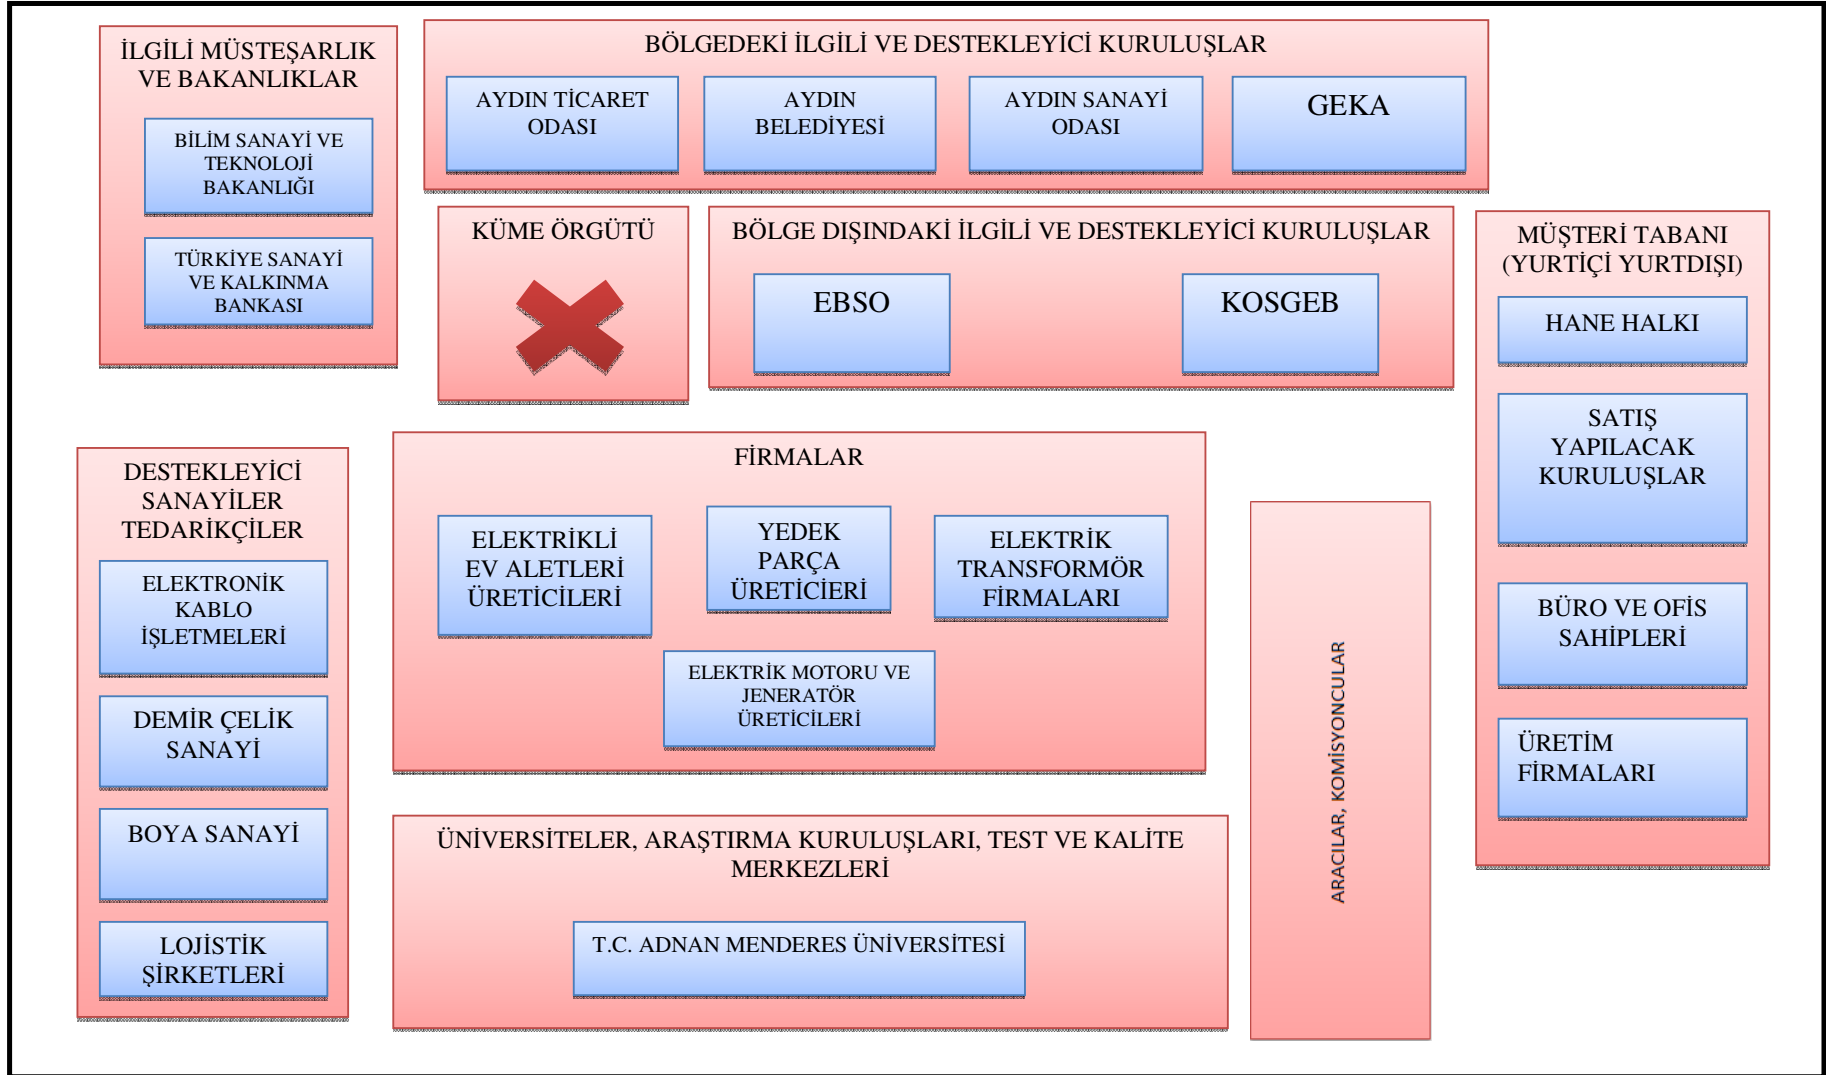 İLGİLİ MÜSTEŞARLIK
VE BAKANLIKLAR
BİLİM SANAYİ VE
TEKNOLOJİ
BAKANLIĞI
TÜRKİYE SANAYİ
VE KALKINMA
BANKASI
BÖLGEDEKİ İLGİLİ VE DESTEKLEYİCİ KURULUŞLAR
AYDIN TİCARET
ODASI
AYDIN
BELEDİYESİ
AYDIN SANAYİ
ODASI
GEKA
KÜME ÖRGÜTÜ
BÖLGE DIŞINDAKİ İLGİLİ VE DESTEKLEYİCİ KURULUŞLAR
EBSO
KOSGEB
MÜŞTERİ TABANI
(YURTİÇİ YURTDIŞI)
HANE HALKI
SATIŞ
YAPILACAK
KURULUŞLAR
BÜRO VE OFİS
SAHİPLERİ
ÜRETİM
FİRMALARI
DESTEKLEYİCİ
SANAYİLER
TEDARİKÇİLER
ELEKTRONİK
KABLO
İŞLETMELERİ
DEMİR ÇELİK
SANAYİ
BOYA SANAYİ
LOJİSTİK
ŞİRKETLERİ
FİRMALAR
ELEKTRİKLİ
EV ALETLERİ
ÜRETİCİLERİ
YEDEK
PARÇA
ÜRETİCİERİ
ELEKTRİK
TRANSFORMÖR
FİRMALARI
ELEKTRİK MOTORU VE
JENERATÖR
ÜRETİCİLERİ
ÜNİVERSİTELER, ARAŞTIRMA KURULUŞLARI, TEST VE KALİTE
MERKEZLERİ
T.C. ADNAN MENDERES ÜNİVERSİTESİ
ARACILAR, KOMİSYONCULAR